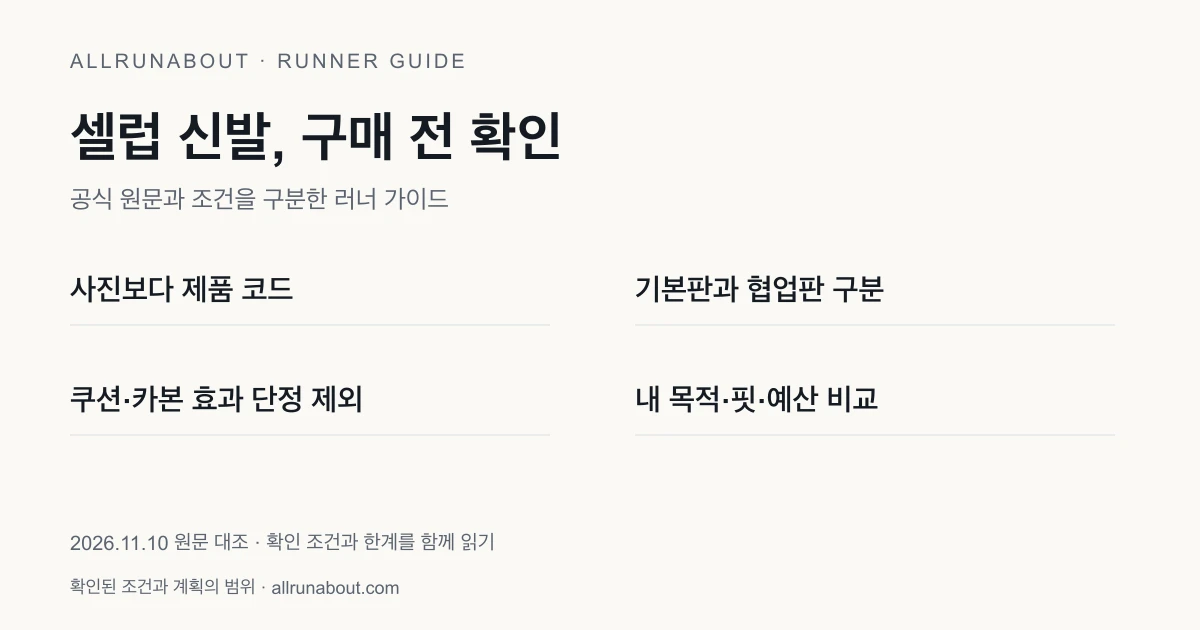 ALLRUNABOUT · RUNNER GUIDE
셀럽 신발, 구매 전 확인
공식 원문과 조건을 구분한 러너 가이드
사진보다 제품 코드
기본판과 협업판 구분
쿠션·카본 효과 단정 제외
내 목적·핏·예산 비교
2026.11.10 원문 대조 · 확인 조건과 한계를 함께 읽기
확인된 조건과 계획의 범위 · allrunabout.com